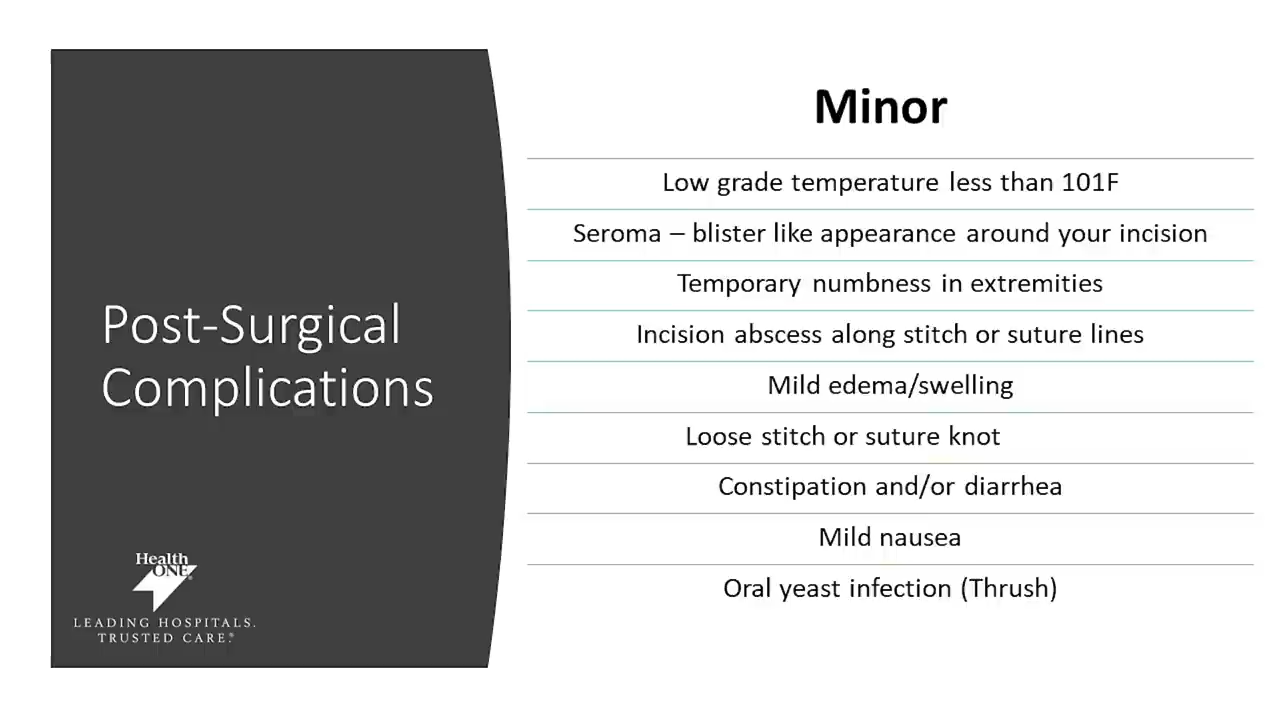 Post-Surgical
Complications
Health
ONE®
LEADING HOSPITALS.
TRUSTED CARE.®
Minor
Low grade temperature less than 101F
Seroma – blister like appearance around your incision
Temporary numbness in extremities
Incision abscess along stitch or suture lines
Mild edema/swelling
Loose stitch or suture knot
Constipation and/or diarrhea
Mild nausea
Oral yeast infection (Thrush)